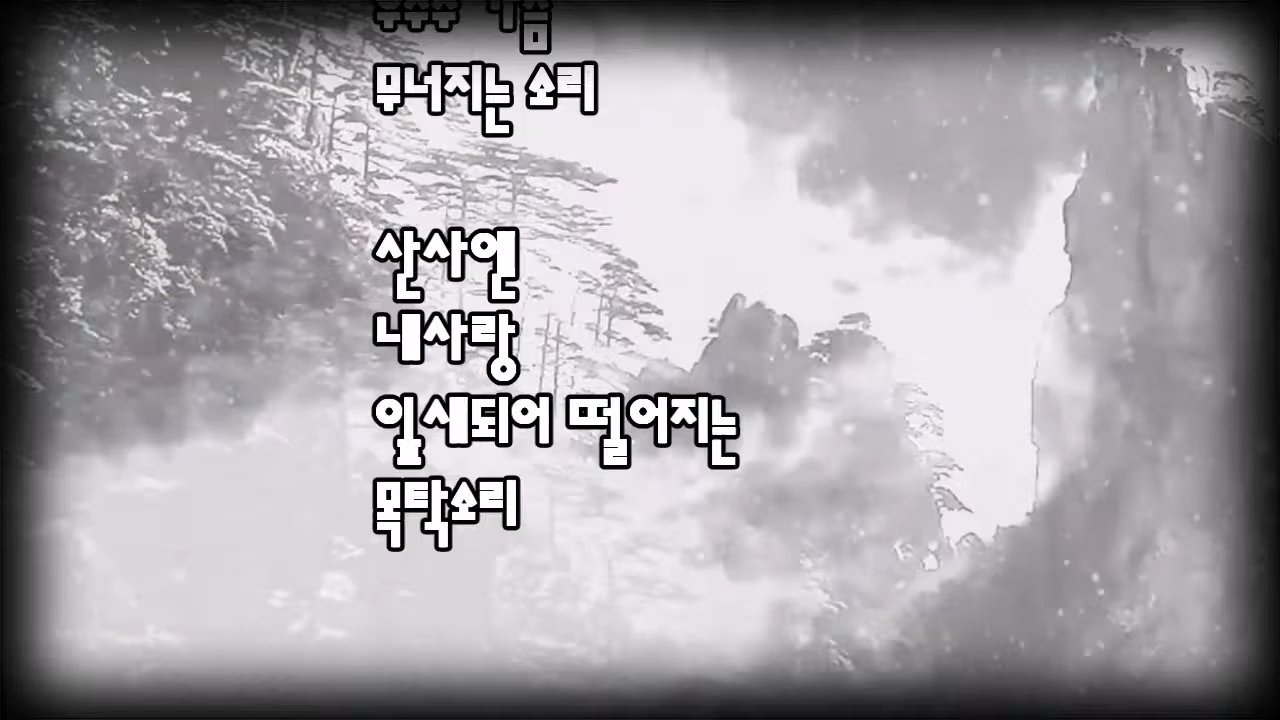 무너지는 소리
산사엔
내사랑
잎새되어 떨어지는
목탁소리